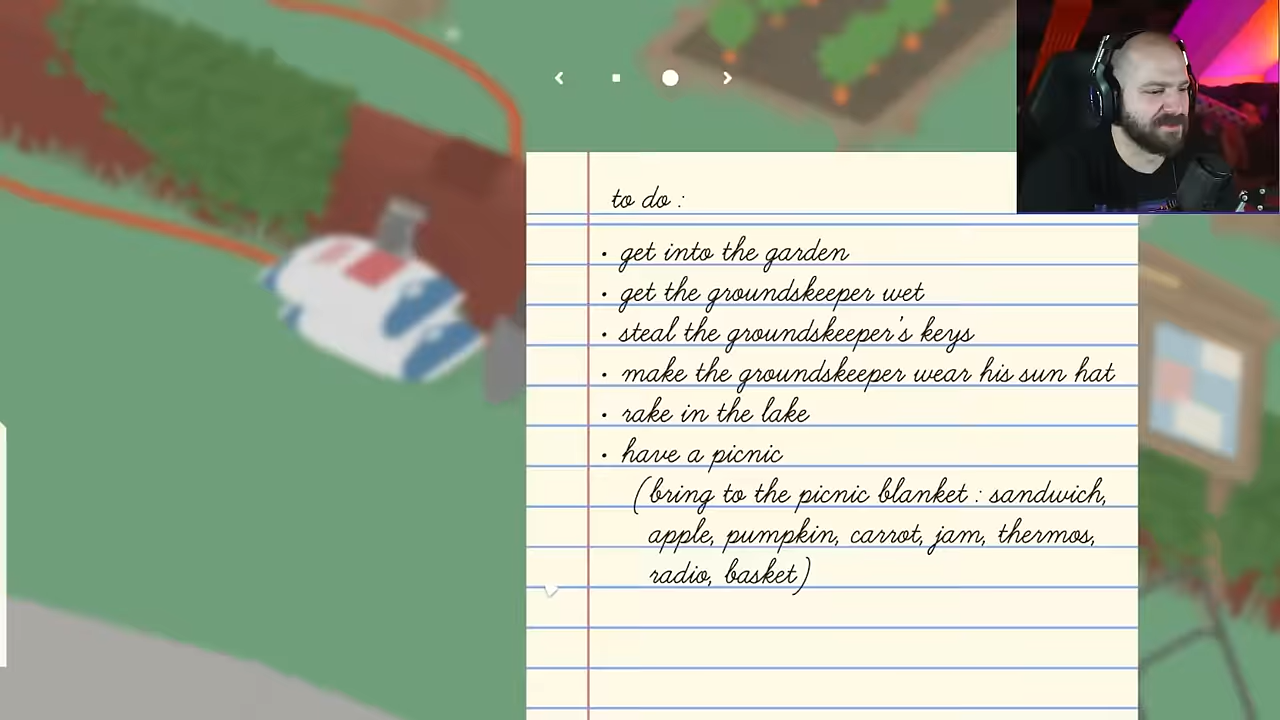 to do :
• get into the garden
• get the groundskeeper wet
• steal the groundskeeper's keys
• make the groundskeeper wear his sun hat
• rake in the lake
• have a picnic
(bring to the picnic blanket : sandwich,
apple, pumpkin, carrot, jam, thermos,
radio, basket)